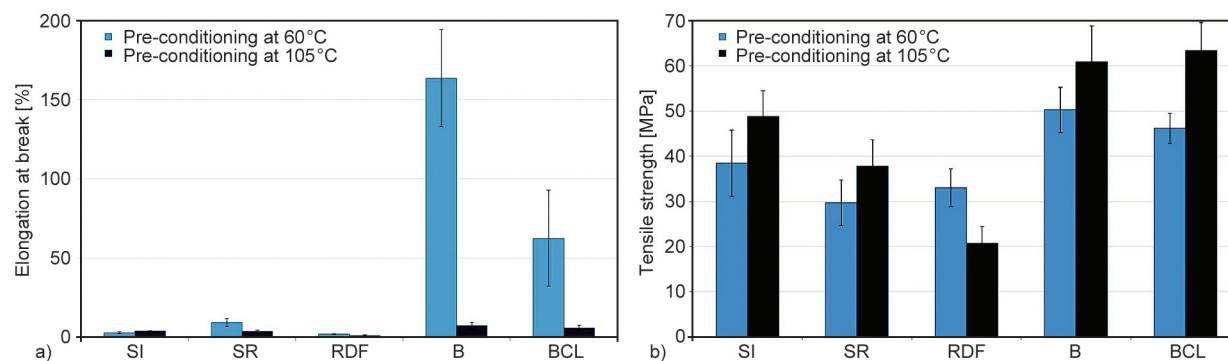 200
150
100
50
0
Elongation at break [%]
Pre-conditioning at 60°C
Pre-conditioning at 105°C
SI SR RDF B BCL
a)
70
60
50
40
30
20
10
0
Tensile strength [MPa]
Pre-conditioning at 60°C
Pre-conditioning at 105°C
SI SR RDF B BCL
b)